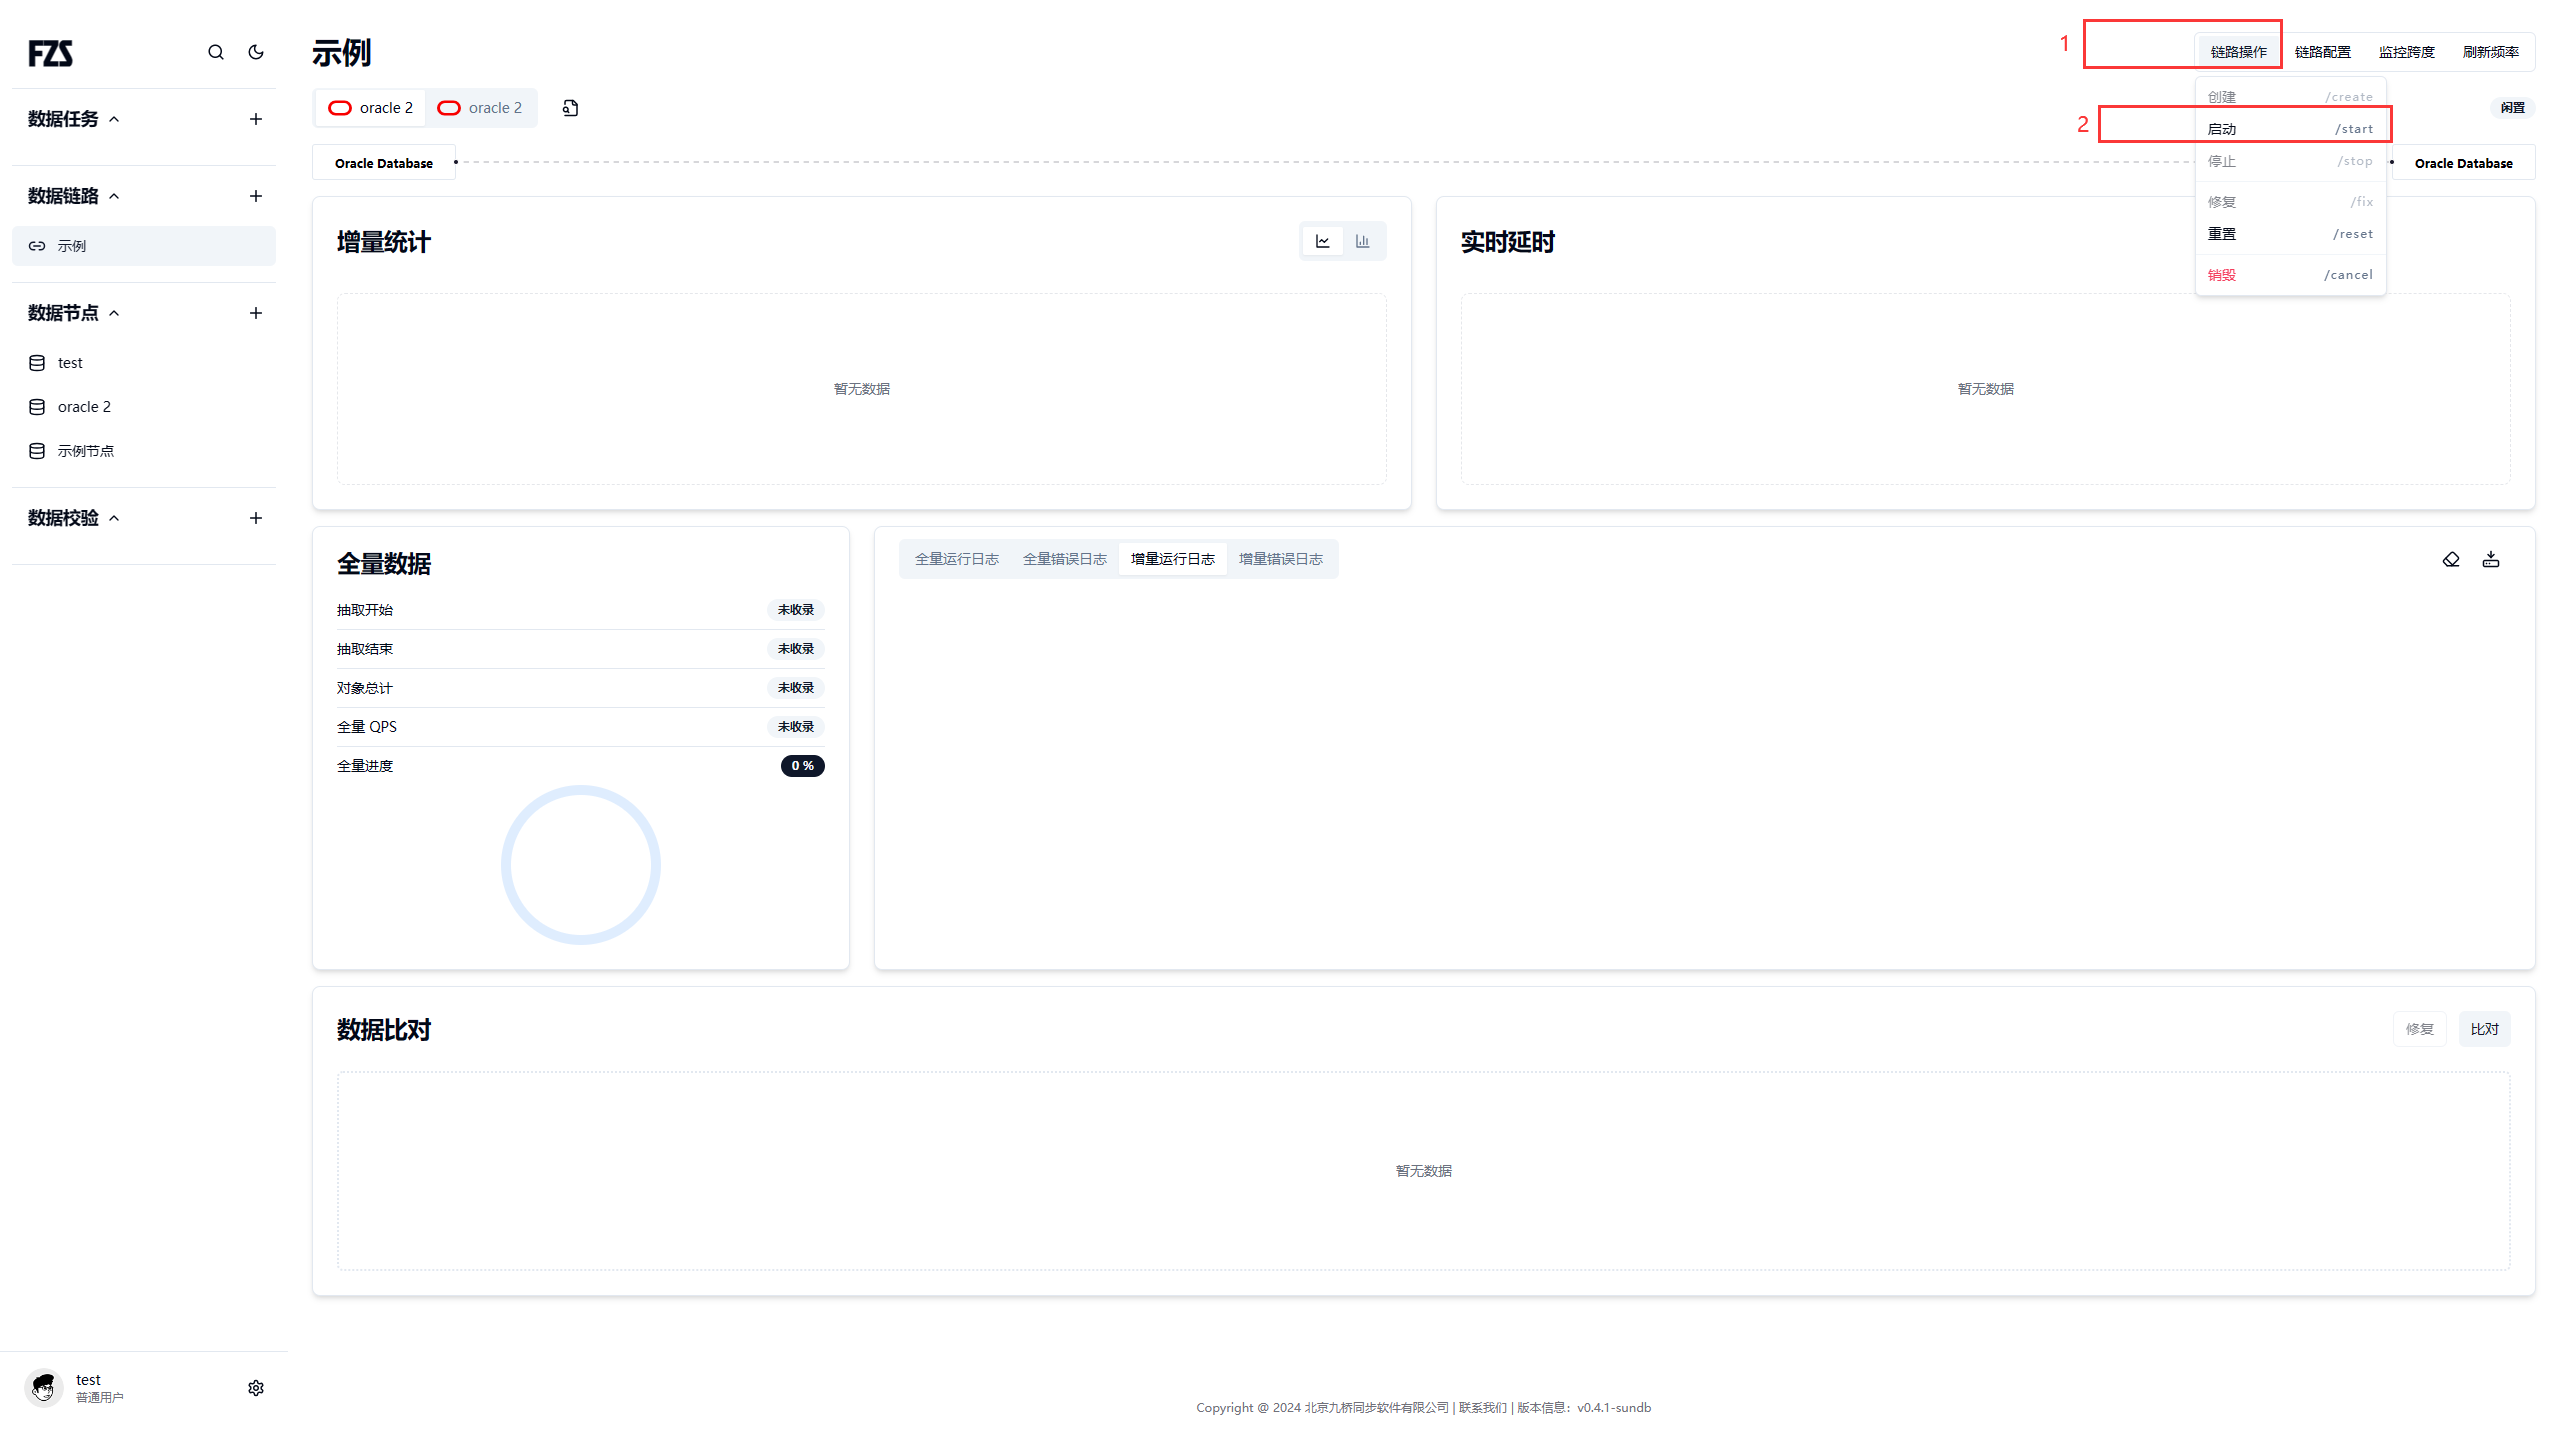 FZS
数据任务
数据链路
示例
数据节点
test
oracle 2
示例节点
数据校验
test
普通用户
示例
1
链路操作 链路配置 监控跨度 刷新频率
oracle 2 oracle 2
闲置
创建 /create
2
启动 /start
停止 /stop
修复 /fix
重置 /reset
销毁 /cancel
Oracle Database
Oracle Database
增量统计
暂无数据
实时延时
暂无数据
全量数据
抽取开始 未收录
抽取结束 未收录
对象总计 未收录
全量 QPS 未收录
全量进度 0 %
全量运行日志 全量错误日志 增量运行日志 增量错误日志
数据比对
修复 比对
暂无数据
Copyright @ 2024 北京九桥同步软件有限公司 | 联系我们 | 版本信息：v0.4.1-sundb